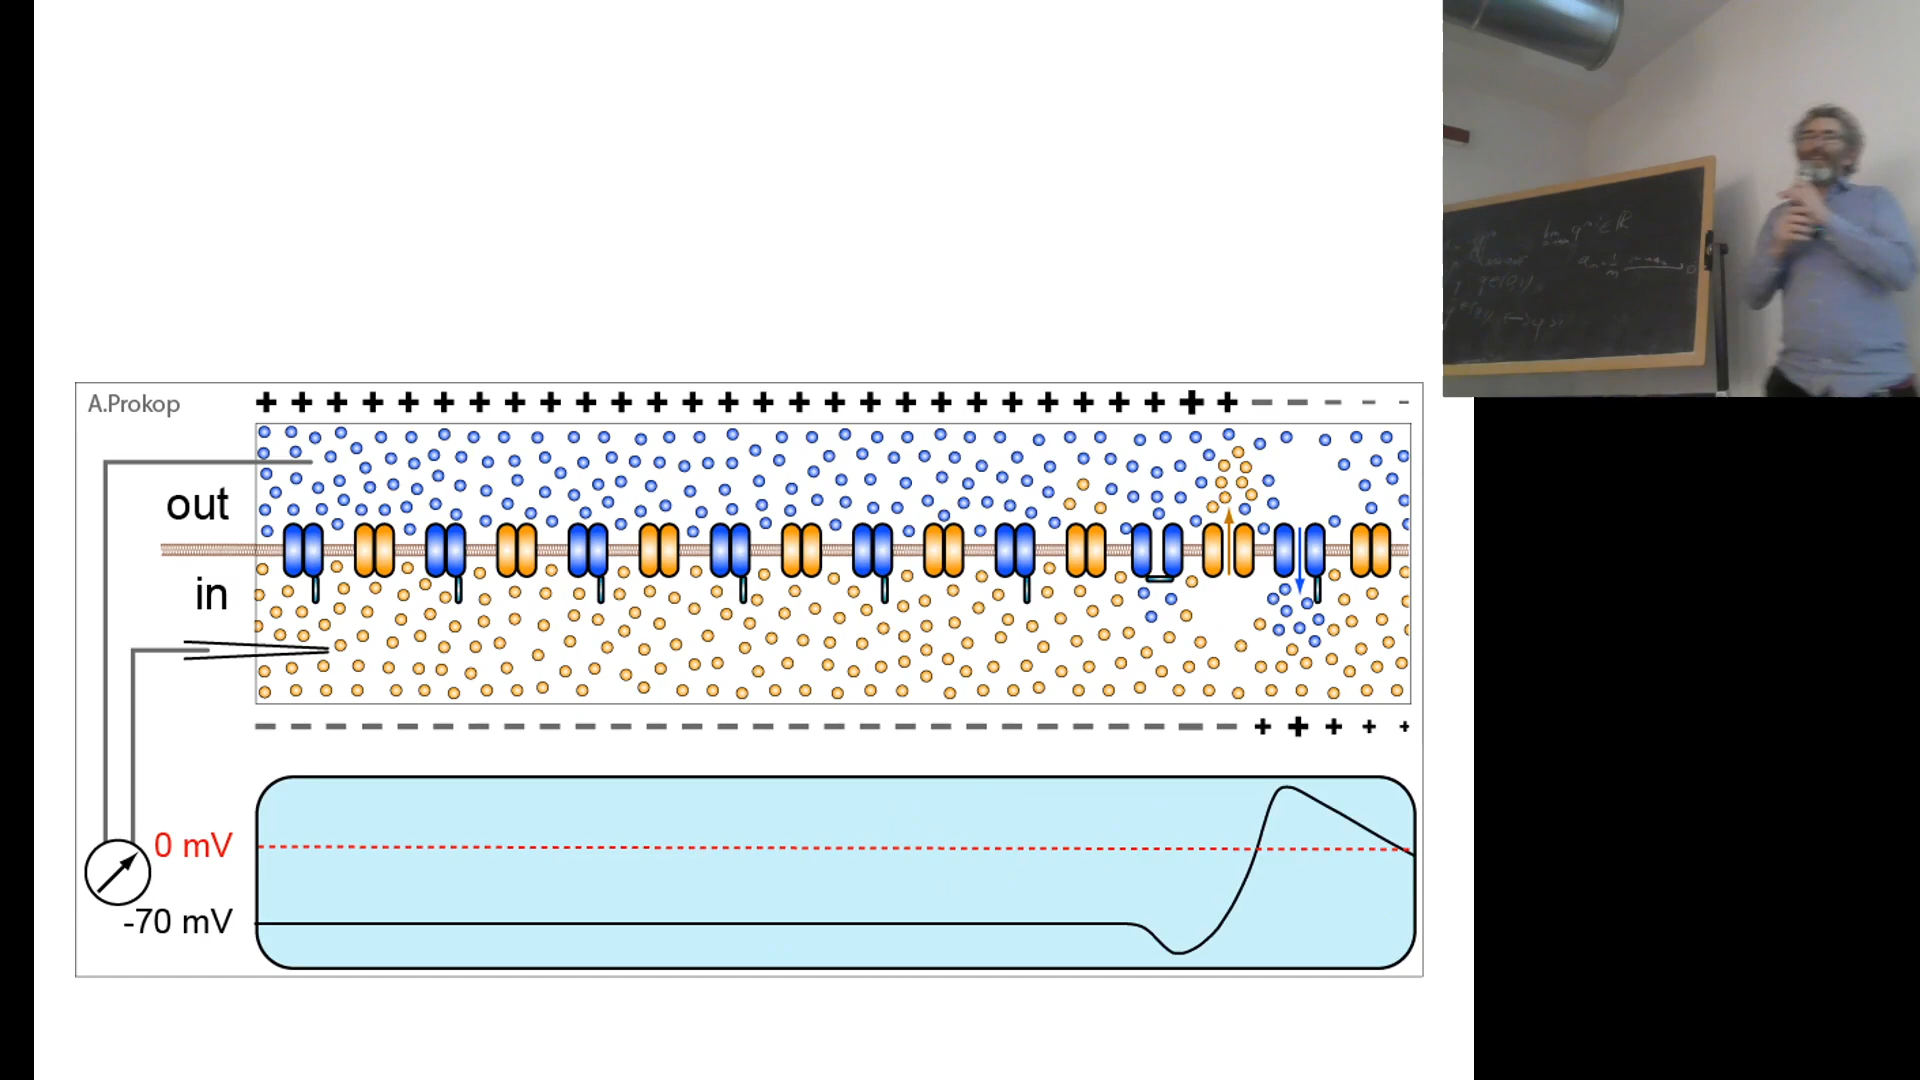 A.Prokop
+ + + + + + + + + + + + + + + + + + + + + + + + + + + + − − − − -
out
in
− − − − − − − − − − − − − − − − − − − − − − − − − − − − + + + + +
0 mV
-70 mV